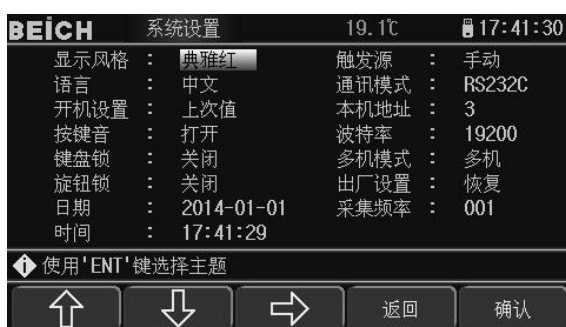 BEICH 系统设置 19.1℃ 17:41:30
显示风格 : 典雅红 触发源 : 手动
语言 : 中文 通讯模式 : RS232C
开机设置 : 上次值 本机地址 : 3
按键音 : 打开 波特率 : 19200
键盘锁 : 关闭 多机模式 : 多机
旋钮锁 : 关闭 出厂设置 : 恢复
日期 : 2014-01-01 采集频率 : 001
时间 : 17:41:29
使用'ENT'键选择主题
返回 确认